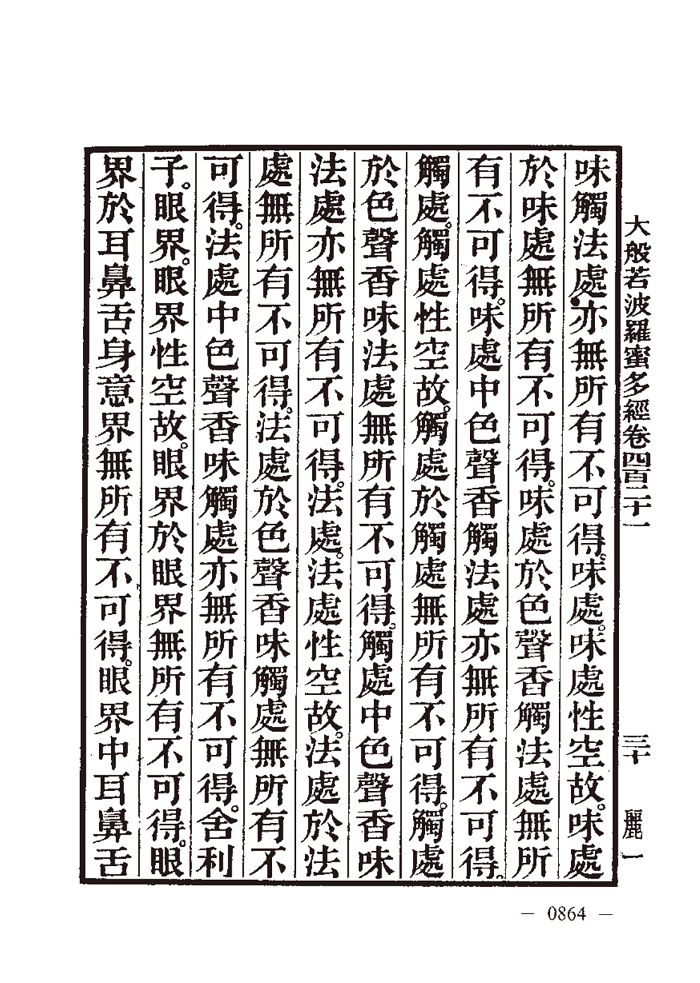 大般若波羅蜜多經卷四百二十一
三十
麗一
味觸法處亦無所有不可得。味處。味處性空故。味處
於味處無所有不可得。味處於色聲香觸法處無所
有不可得。味處中色聲香觸法處亦無所有不可得。
觸處。觸處性空故。觸處於觸處無所有不可得。觸處
於色聲香味法處無所有不可得。觸處中色聲香味
法處亦無所有不可得。法處。法處性空故。法處於法
處無所有不可得。法處於色聲香味觸處無所有不
可得。法處中色聲香味觸處亦無所有不可得。舍利
子。眼界。眼界性空故。眼界於眼界無所有不可得。眼
界於耳鼻舌身意界無所有不可得。眼界中耳鼻舌
— 0864 —